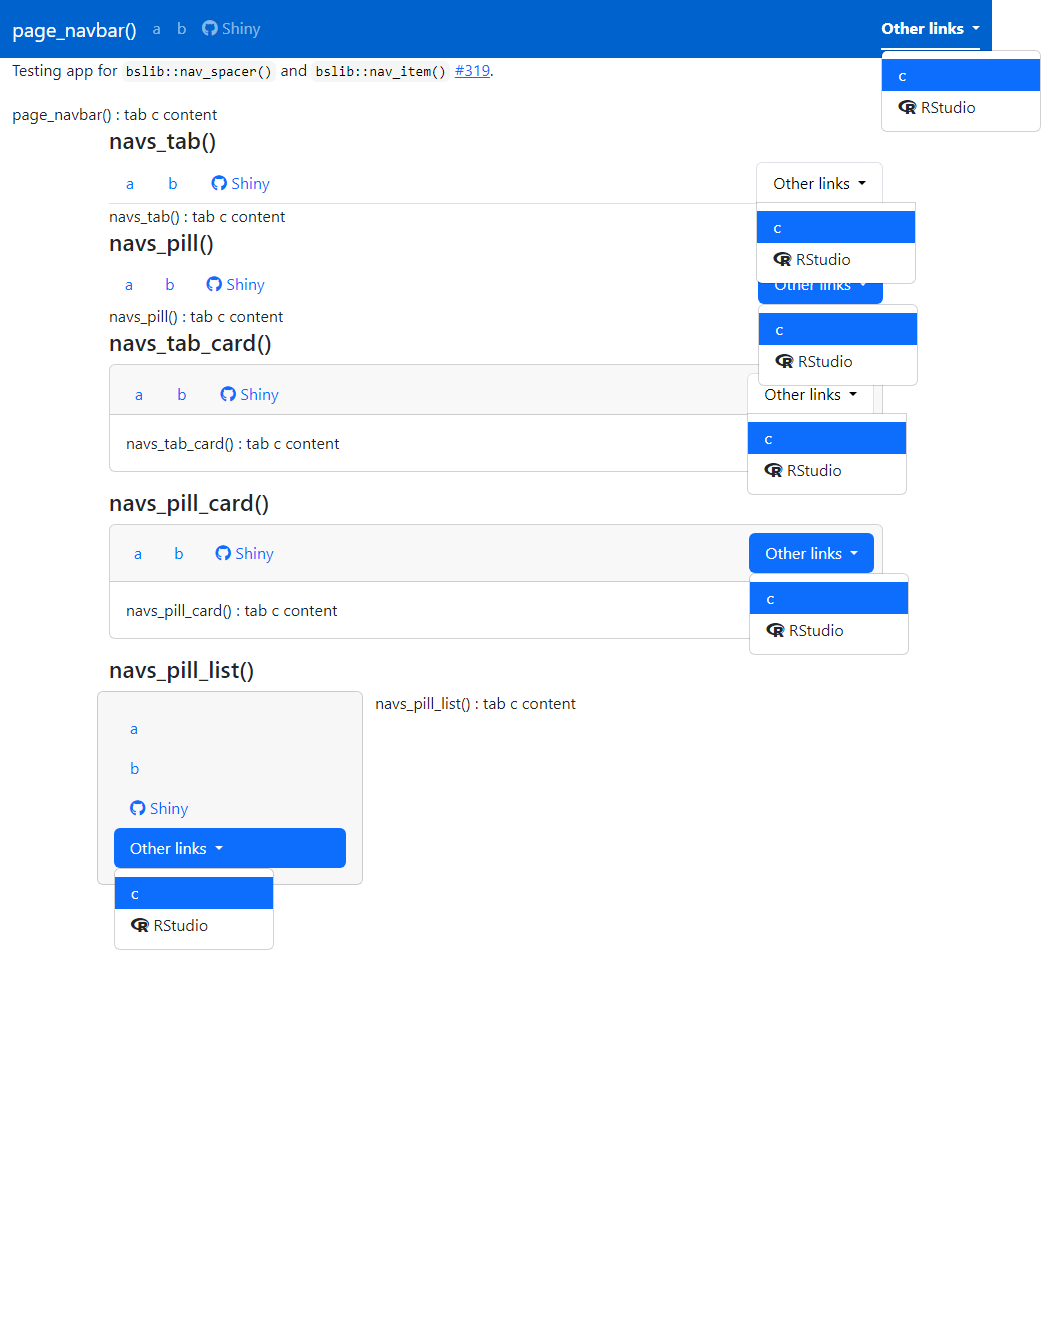 page_navbar() a b Shiny Other links
c
RStudio
Testing app for bslib::nav_spacer() and bslib::nav_item() #319.
page_navbar() : tab c content
navs_tab()
a b Shiny Other links
navs_tab() : tab c content
c
RStudio
navs_pill()
a b Shiny Other links
navs_pill() : tab c content
c
RStudio
navs_tab_card()
a b Shiny Other links
navs_tab_card() : tab c content
c
RStudio
navs_pill_card()
a b Shiny Other links
navs_pill_card() : tab c content
c
RStudio
navs_pill_list()
a
b
Shiny
Other links
c
RStudio
navs_pill_list() : tab c content